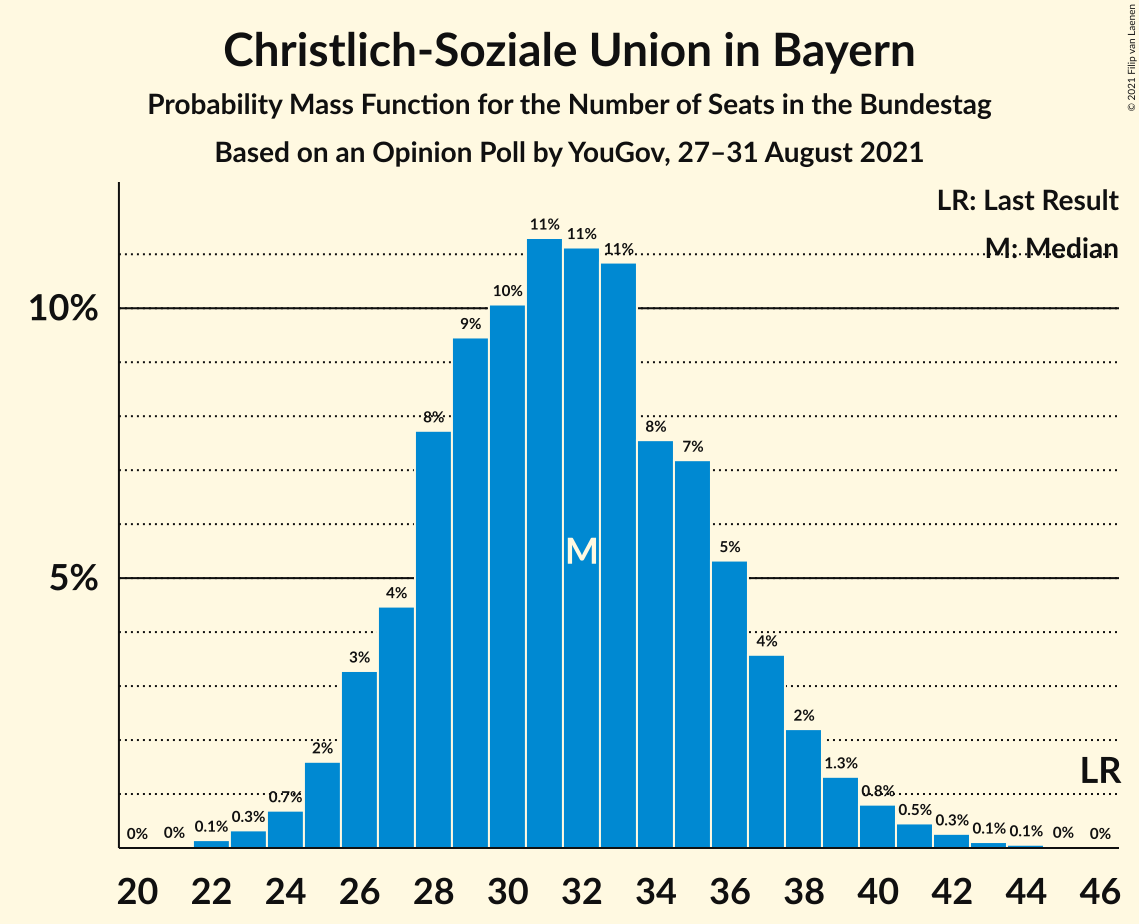 Christlich-Soziale Union in Bayern
Probability Mass Function for the Number of Seats in the Bundestag
Based on an Opinion Poll by YouGov, 27–31 August 2021
© 2021 Filip van Laenen
LR: Last Result
M: Median
10%
5%
0% 0% 0.1% 0.3% 0.7% 2% 3% 4% 8% 9% 10% 11% 11% 11% 8% 7% 5% 4% 2% 1.3% 0.8% 0.5% 0.3% 0.1% 0.1% 0% 0%
M
LR
20 22 24 26 28 30 32 34 36 38 40 42 44 46